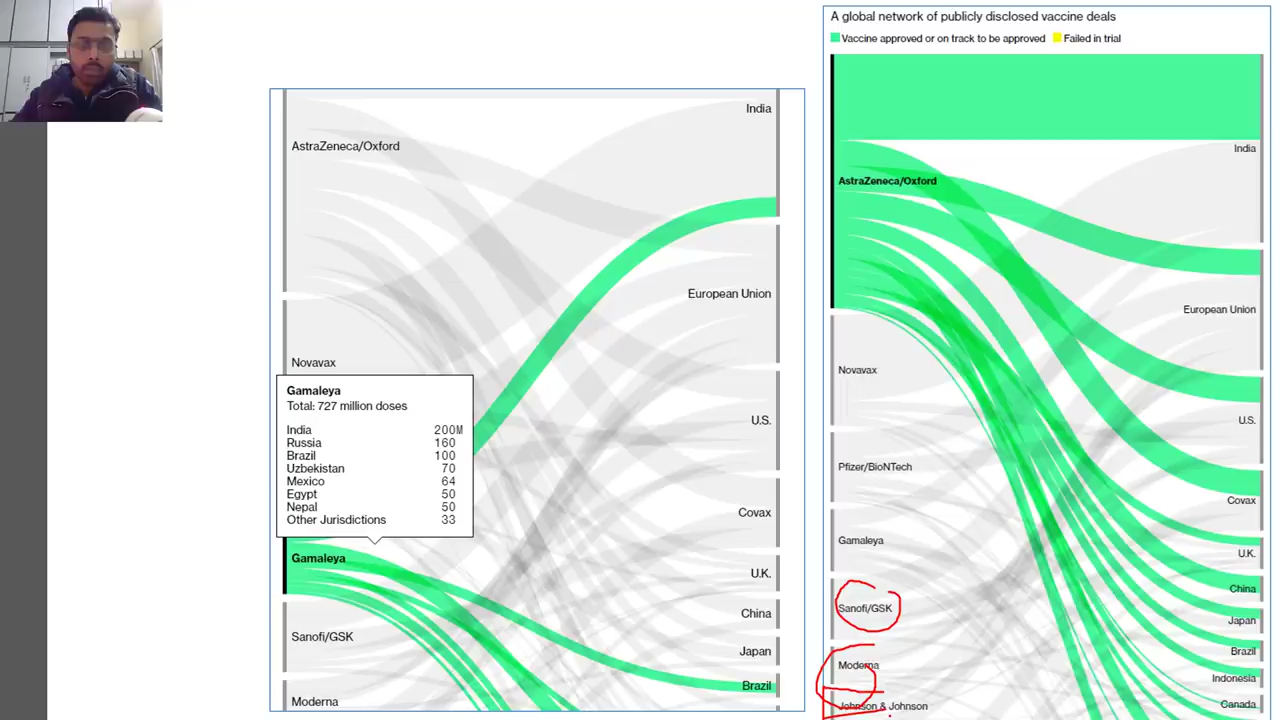 A global network of publicly disclosed vaccine deals
Vaccine approved or on track to be approved Failed in trial
India
AstraZeneca/Oxford
European Union
Novavax
Gamaleya
Total: 727 million doses
India 200M
Russia 160
Brazil 100
Uzbekistan 70
Mexico 64
Egypt 50
Nepal 50
Other Jurisdictions 33
U.S.
Covax
Gamaleya
U.K.
China
Sanofi/GSK
Japan
Brazil
Moderna
India
AstraZeneca/Oxford
European Union
Novavax
U.S.
Pfizer/BioNTech
Covax
Gamaleya
U.K.
China
Sanofi/GSK
Japan
Brazil
Moderna
Indonesia
Canada
Johnson & Johnson